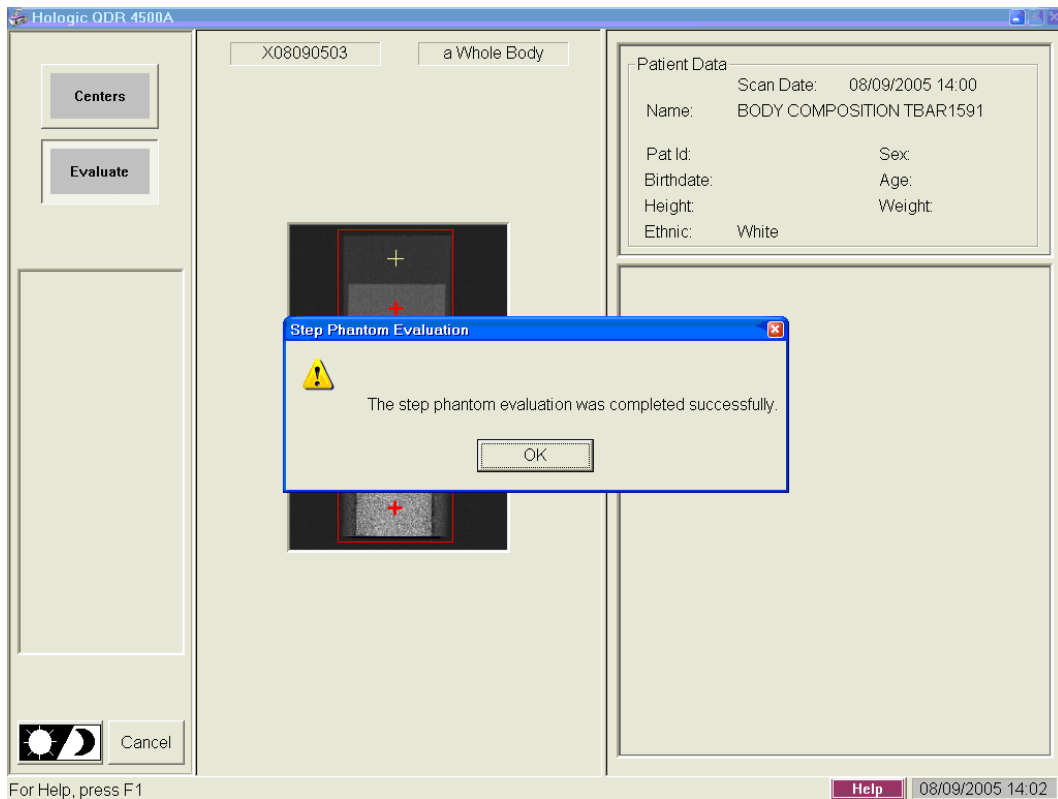 Hologic QDR 4500A
Centers
Evaluate
X08090503 a Whole Body
Patient Data
Scan Date: 08/09/2005 14:00
Name: BODY COMPOSITION TBAR1591
Pat Id: Sex:
Birthdate: Age:
Height: Weight:
Ethnic: White
Step Phantom Evaluation
The step phantom evaluation was completed successfully.
OK
Cancel
For Help, press F1
Help 08/09/2005 14:02